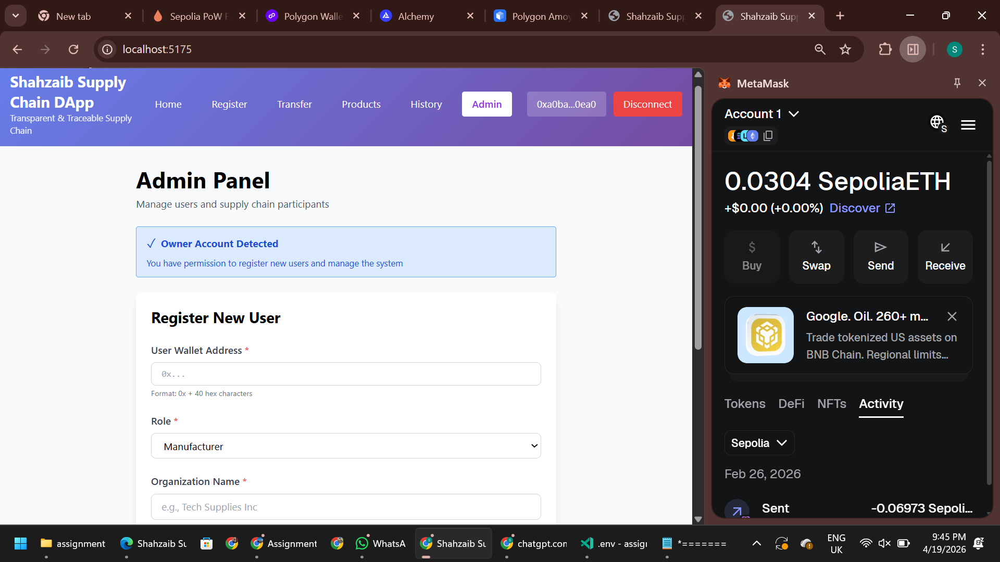 New tab
Sepolia PoW F
Polygon Walle
Alchemy
Polygon Amoy
Shahzaib Supp
Shahzaib Supp
localhost:5175
S
Shahzaib Supply
Chain DApp
Transparent & Traceable Supply
Chain
Home
Register
Transfer
Products
History
Admin
0xa0ba...0ea0
Disconnect
Admin Panel
Manage users and supply chain participants
✓ Owner Account Detected
You have permission to register new users and manage the system
Register New User
User Wallet Address *
0x...
Format: 0x + 40 hex characters
Role *
Manufacturer
Organization Name *
e.g., Tech Supplies Inc
MetaMask
Account 1
S
0.0304 SepoliaETH
+$0.00 (+0.00%) Discover
Buy
Swap
Send
Receive
Google. Oil. 260+ m...
Trade tokenized US assets on
BNB Chain. Regional limits...
Tokens
DeFi
NFTs
Activity
Sepolia
Feb 26, 2026
Sent
-0.06973 Sepoli...
assignment
Shahzaib Su
Assignment
WhatsA
Shahzaib Su
chatgpt.con
.env - assigr
*=======
ENG
UK
9:45 PM
4/19/2026